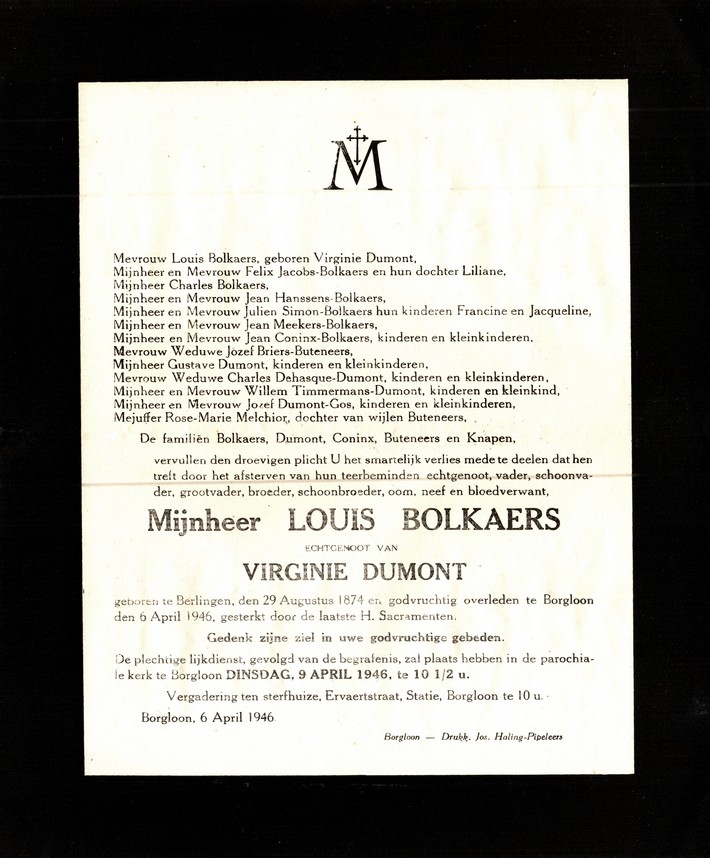 M
Mevrouw Louis Bolkaers, geboren Virginie Dumont,
Mijnheer en Mevrouw Felix Jacobs-Bolkaers en hun dochter Liliane,
Mijnheer Charles Bolkaers,
Mijnheer en Mevrouw Jean Hanssens-Bolkaers,
Mijnheer en Mevrouw Julien Simon-Bolkaers hun kinderen Francine en Jacqueline,
Mijnheer en Mevrouw Jean Meekers-Bolkaers,
Mijnheer en Mevrouw Jean Coninx-Bolkaers, kinderen en kleinkinderen,
Mevrouw Weduwe Jozef Briers-Buteneers,
Mijnheer Gustave Dumont, kinderen en kleinkinderen,
Mevrouw Weduwe Charles Dehasque-Dumont, kinderen en kleinkinderen,
Mijnheer en Mevrouw Willem Timmermans-Dumont, kinderen en kleinkind,
Mijnheer en Mevrouw Jozef Dumont-Gos, kinderen en kleinkinderen,
Mejuffer Rose-Marie Melchior, dochter van wijlen Buteneers,
De familiën Bolkaers, Dumont, Coninx, Buteneers en Knapen,
vervullen den droevigen plicht U het smartelijk verlies mede te deelen dat hen
treft door het afsterven van hun teerbeminden echtgenoot, vader, schoonva-
der, grootvader, broeder, schoonbroeder, oom, neef en bloedverwant,
Mijnheer LOUIS BOLKAERS
ECHTGENOOT VAN
VIRGINIE DUMONT
geboren te Berlingen, den 29 Augustus 1874 en godvruchtig overleden te Borgloon
den 6 April 1946, gesterkt door de laatste H. Sacramenten.
Gedenk zijne ziel in uwe godvruchtige gebeden.
De plechtige lijkdienst, gevolgd van de begrafenis, zal plaats hebben in de parochia-
le kerk te Borgloon DINSDAG, 9 APRIL 1946, te 10 1/2 u.
Vergadering ten sterfhuize, Ervaertstraat, Statie, Borgloon te 10 u.
Borgloon, 6 April 1946
Borgloon — Drukk. Jos. Haling-Pipeleers